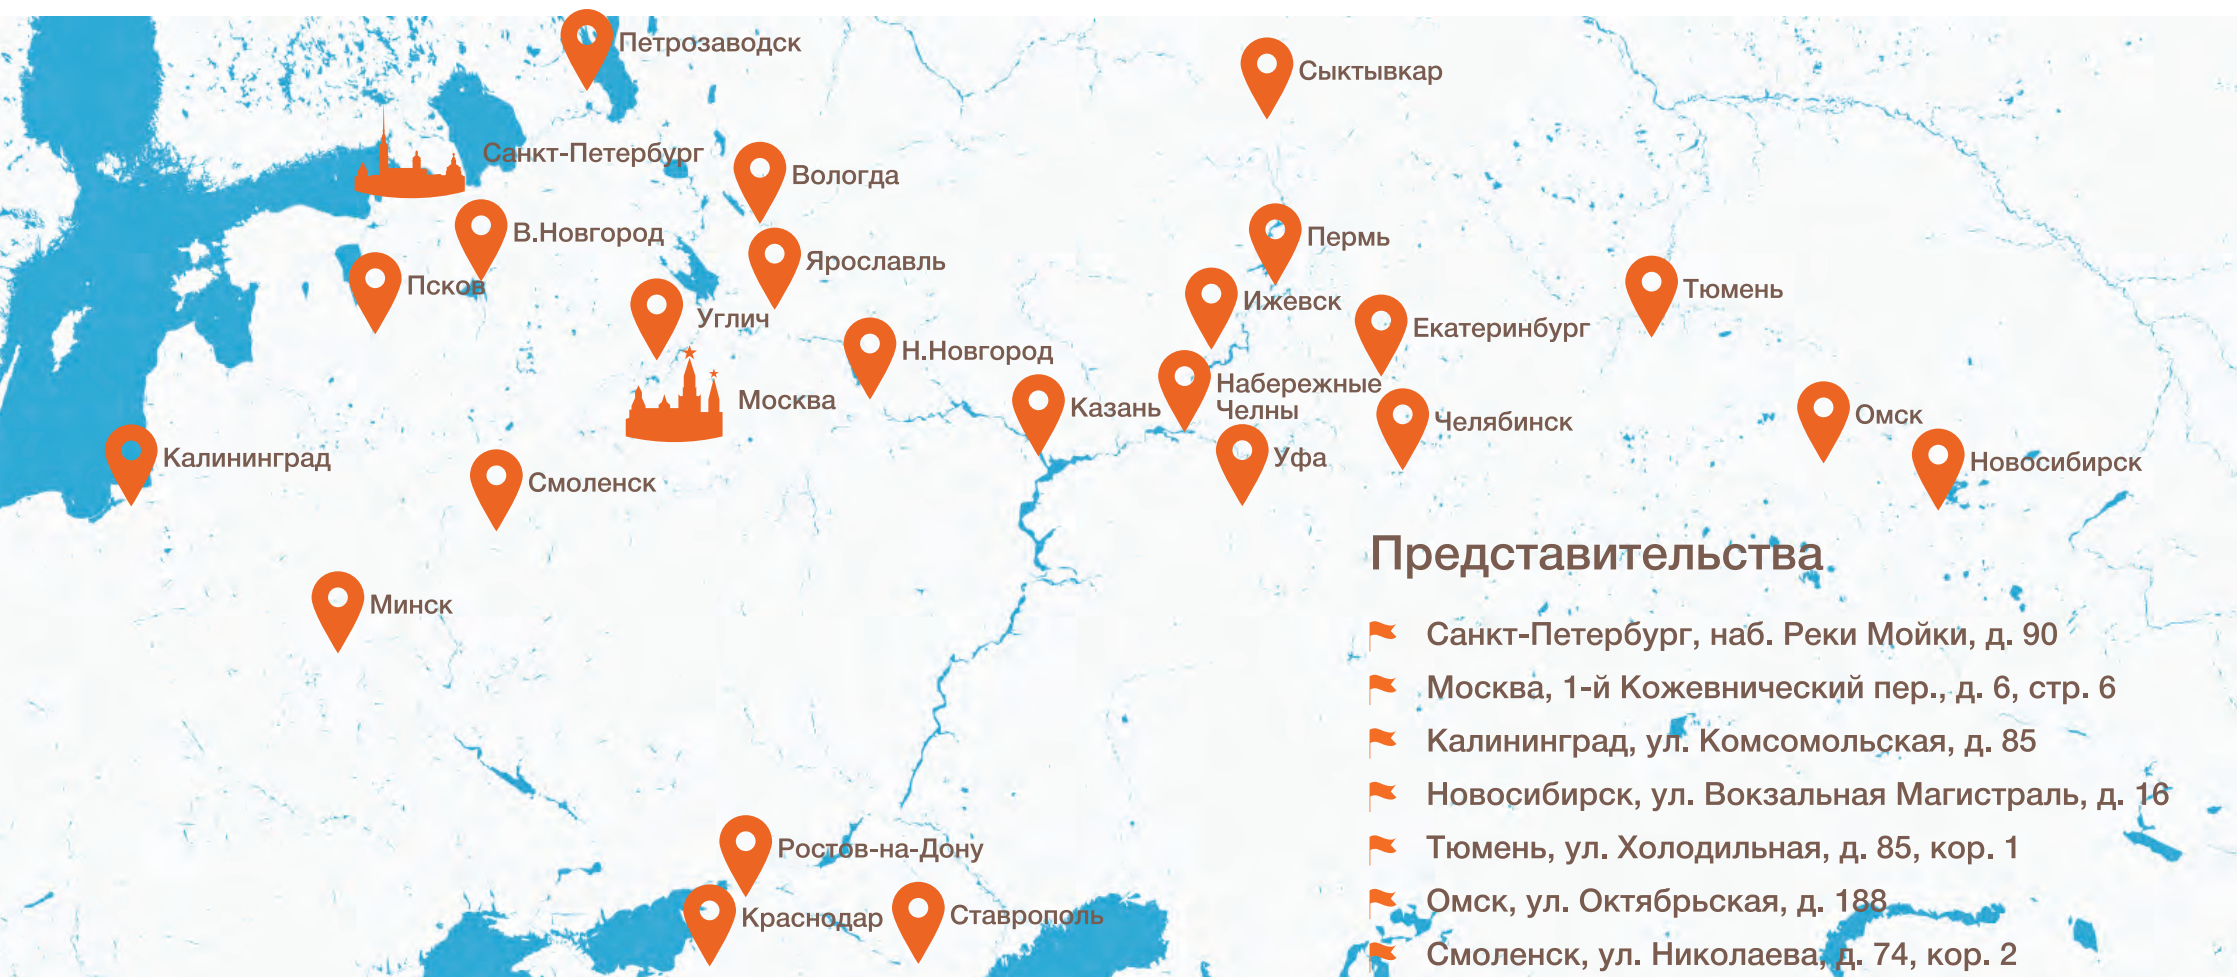 Петрозаводск
Сыктывкар
Санкт-Петербург
Вологда
В.Новгород
Пермь
Ярославль
Псков
Тюмень
Ижевск
Углич
Екатеринбург
Н.Новгород
Набережные
Челны
Москва
Казань
Омск
Челябинск
Калининград
Уфа
Новосибирск
Смоленск
Минск
Ростов-на-Дону
Краснодар
Ставрополь
Представительства
Санкт-Петербург, наб. Реки Мойки, д. 90
Москва, 1-й Кожевнический пер., д. 6, стр. 6
Калининград, ул. Комсомольская, д. 85
Новосибирск, ул. Вокзальная Магистраль, д. 16
Тюмень, ул. Холодильная, д. 85, кор. 1
Омск, ул. Октябрьская, д. 188
Смоленск, ул. Николаева, д. 74, кор. 2